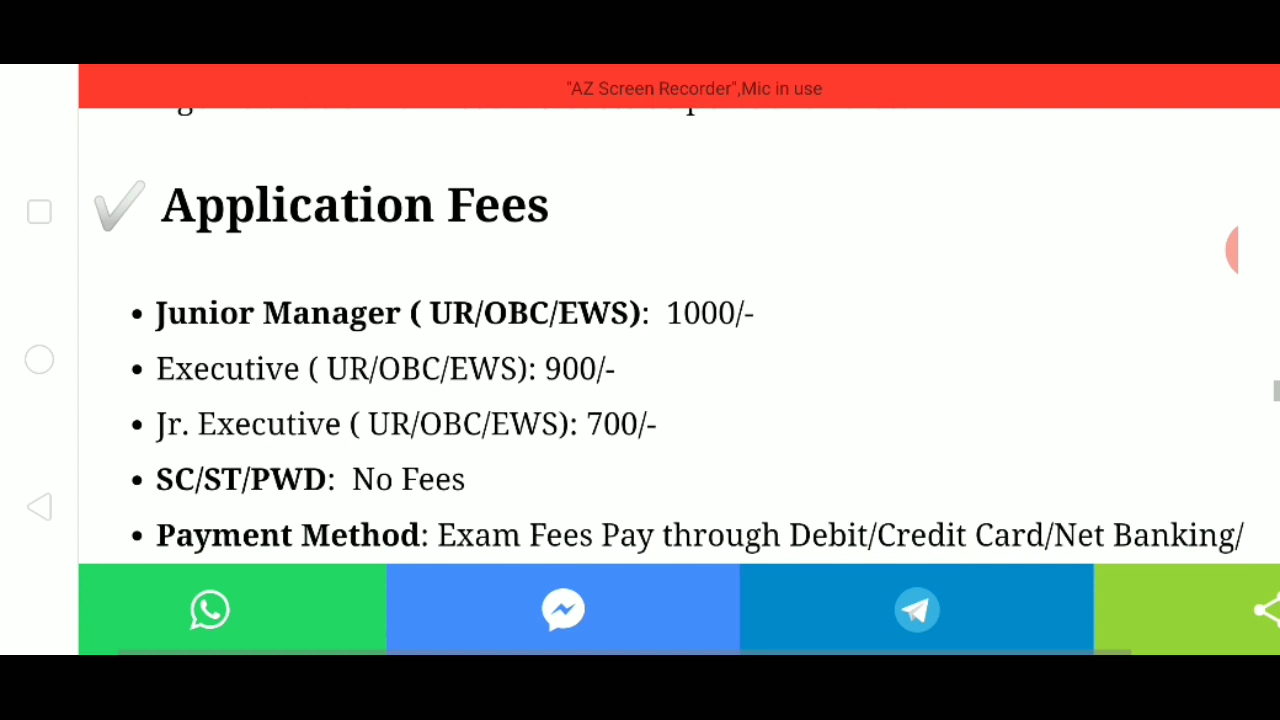 "AZ Screen Recorder",Mic in use
✔ Application Fees
• Junior Manager ( UR/OBC/EWS): 1000/-
• Executive ( UR/OBC/EWS): 900/-
• Jr. Executive ( UR/OBC/EWS): 700/-
• SC/ST/PWD: No Fees
• Payment Method: Exam Fees Pay through Debit/Credit Card/Net Banking/